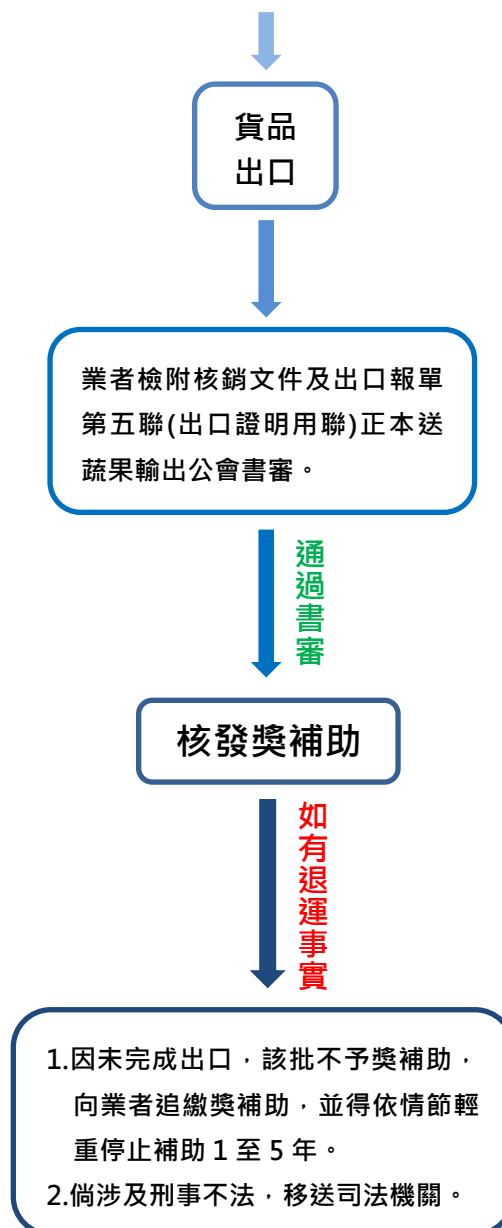 貨品
出口
業者檢附核銷文件及出口報單
第五聯(出口證明用聯)正本送
蔬果輸出公會書審。
通過書審
核發獎補助
如有退運事實
1.因未完成出口，該批不予獎補助，
向業者追繳獎補助，並得依情節輕
重停止補助 1 至 5 年。
2.倘涉及刑事不法，移送司法機關。